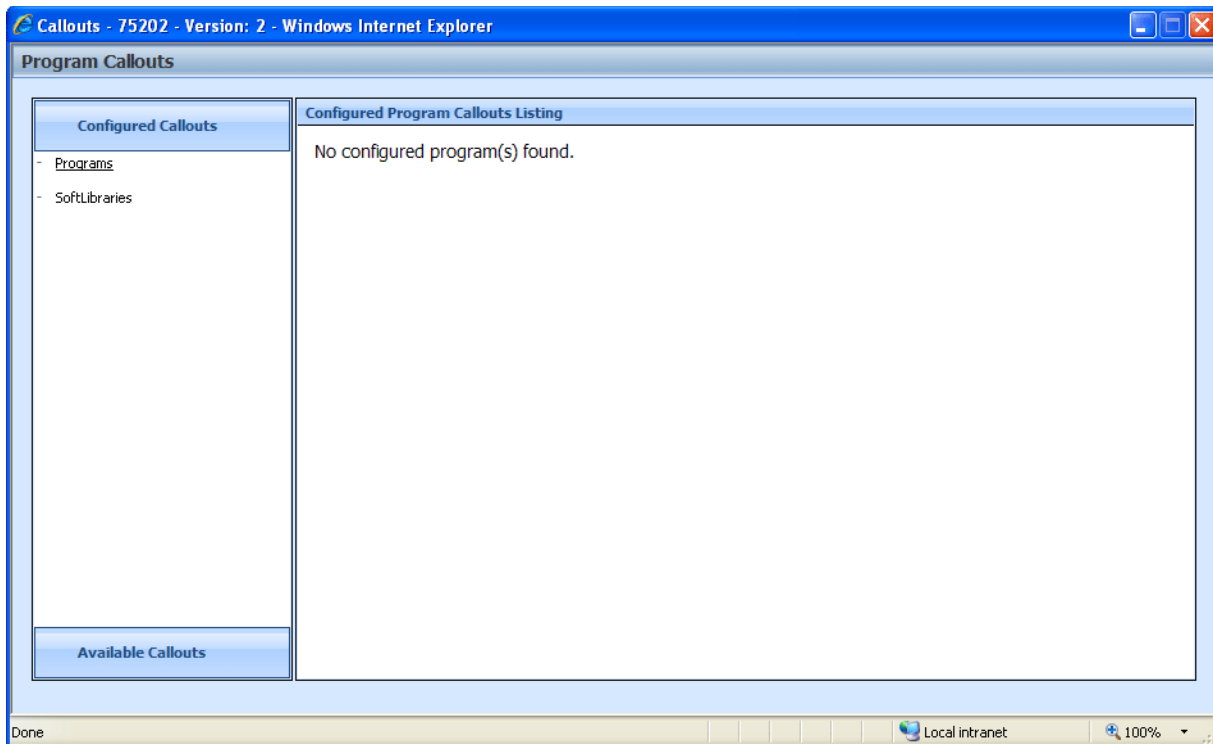 Callouts - 75202 - Version: 2 - Windows Internet Explorer
Program Callouts
Configured Callouts
- Programs
- SoftLibraries
Available Callouts
Configured Program Callouts Listing
No configured program(s) found.
Done
Local intranet
100%